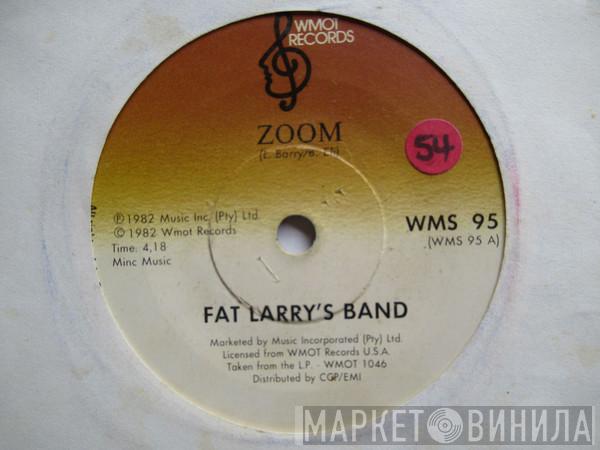 WMOT
RECORDS
ZOOM
(L. Barry/B. Eli)
54
℗ 1982 Music Inc. (Pty) Ltd.
© 1982 Wmot Records
Time: 4,18
Minc Music
WMS 95
(WMS 95 A)
FAT LARRY'S BAND
Marketed by Music Incorporated (Pty) Ltd.
Licensed from WMOT Records U.S.A.
Taken from the L.P. - WMOT 1046
Distributed by CCP/EMI
МАРКЕТ ВИНИЛА